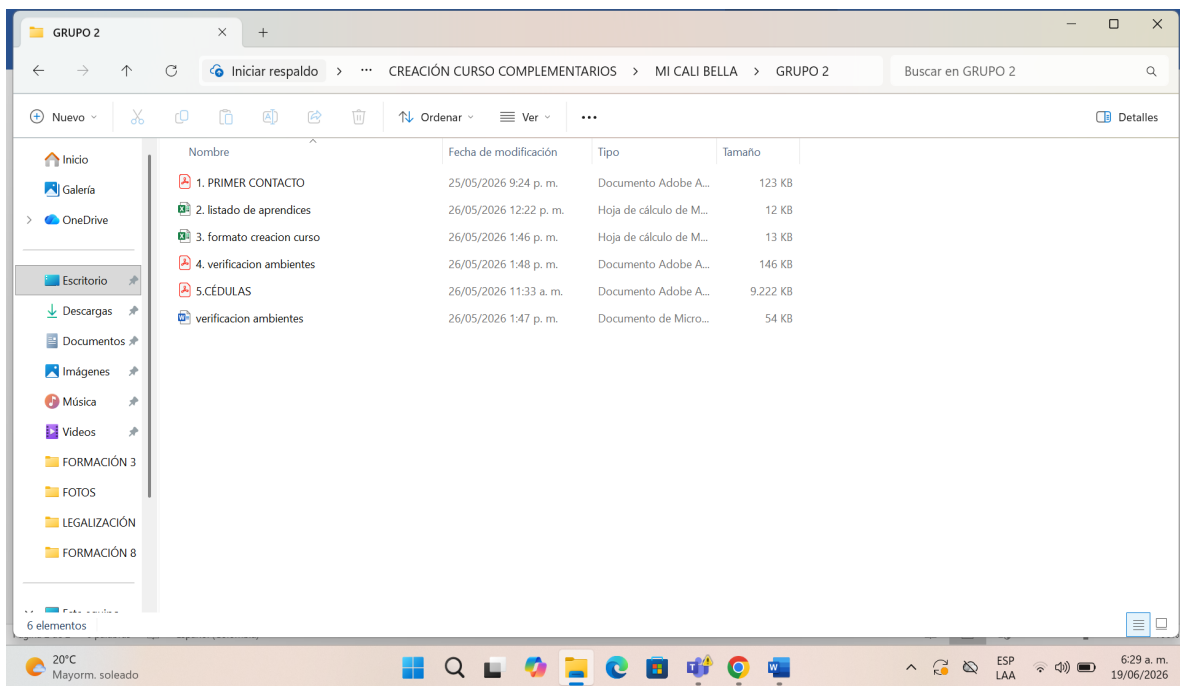 GRUPO 2
Iniciar respaldo > ... CREACIÓN CURSO COMPLEMENTARIOS > MI CALI BELLA > GRUPO 2
Buscar en GRUPO 2
Nuevo Ordenar Ver ... Detalles
Inicio
Galería
OneDrive
Escritorio
Descargas
Documentos
Imágenes
Música
Videos
FORMACIÓN 3
FOTOS
LEGALIZACIÓN
FORMACIÓN 8
Nombre Fecha de modificación Tipo Tamaño
1. PRIMER CONTACTO 25/05/2026 9:24 p. m. Documento Adobe A... 123 KB
2. listado de aprendices 26/05/2026 12:22 p. m. Hoja de cálculo de M... 12 KB
3. formato creacion curso 26/05/2026 1:46 p. m. Hoja de cálculo de M... 13 KB
4. verificacion ambientes 26/05/2026 1:48 p. m. Documento Adobe A... 146 KB
5.CÉDULAS 26/05/2026 11:33 a. m. Documento Adobe A... 9.222 KB
verificacion ambientes 26/05/2026 1:47 p. m. Documento de Micro... 54 KB
6 elementos
20°C
Mayorm. soleado
ESP
LAA
6:29 a. m.
19/06/2026